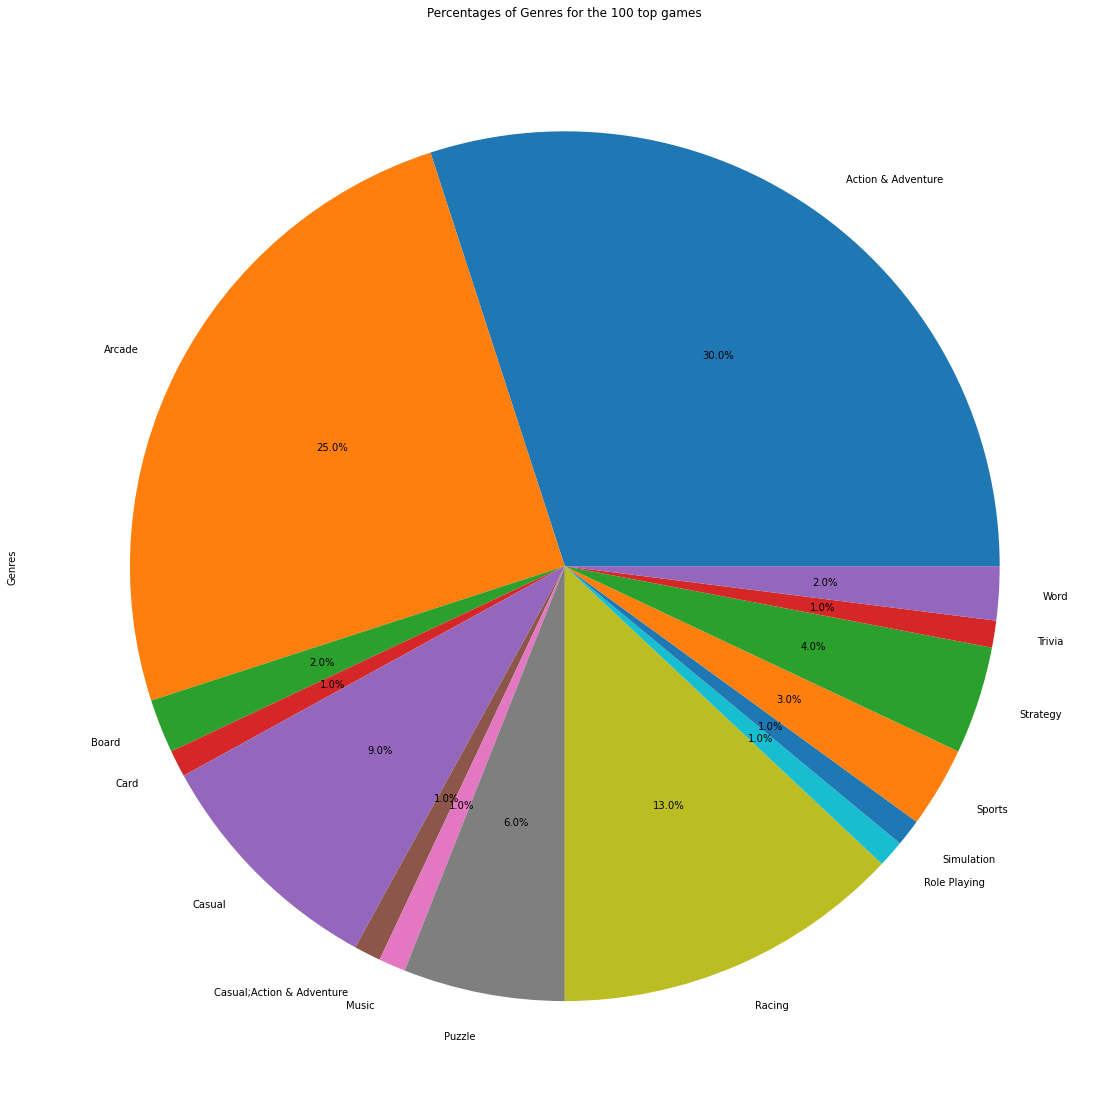 Percentages of Genres for the 100 top games
Action & Adventure
30.0%
Arcade
25.0%
Genres
Board
2.0%
Card
1.0%
Casual
9.0%
Casual;Action & Adventure
1.0%
Music
1.0%
Puzzle
6.0%
Racing
13.0%
Role Playing
1.0%
Simulation
1.0%
Sports
3.0%
Strategy
4.0%
Trivia
1.0%
Word
2.0%